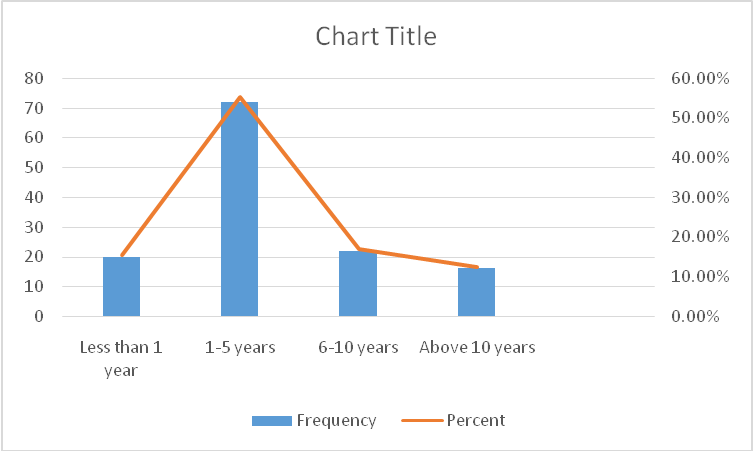 Chart Title
80
70
60
50
40
30
20
10
0
60.00%
50.00%
40.00%
30.00%
20.00%
10.00%
0.00%
Less than 1
year
1-5 years
6-10 years
Above 10 years
Frequency
Percent